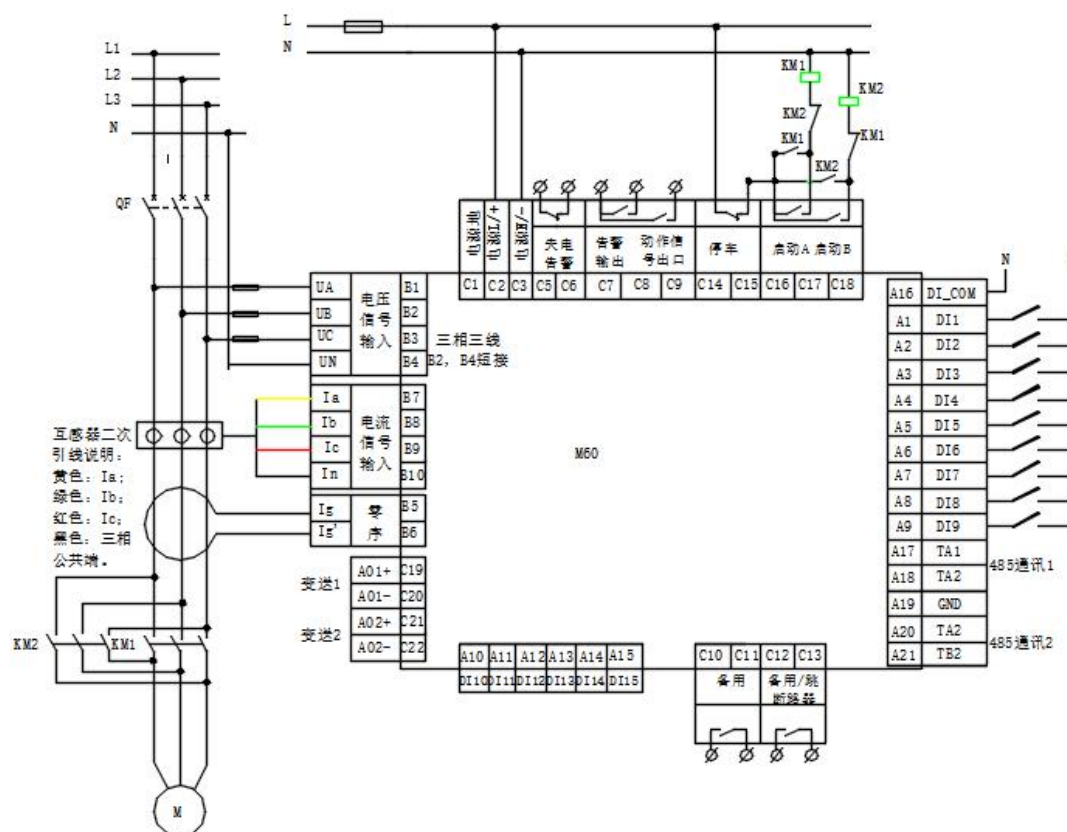 L
N
L1
L2
L3
N
QF
KM1
KM2
KM2
KM1
KM1
KM2
电源地
电源L/+
电源N/-
失电
告警
告警
输出
动作信
号出口
停车
启动A 启动B
C1 C2 C3 C5 C6 C7 C8 C9 C14 C15 C16 C17 C18
UA
UB
UC
UN
电压
信号
输入
B1
B2
B3
B4
三相三线
B2，B4短接
Ia
Ib
Ic
In
电流
信号
输入
B7
B8
B9
B10
Ig
Ig'
零
序
B5
B6
互感器二次
引线说明：
黄色：Ia;
绿色：Ib;
红色：Ic;
黑色：三相
公共端。
变送1
变送2
A01+ C19
A01- C20
A02+ C21
A02- C22
KM2
KM1
M
M60
N
A16 DI_COM
A1 DI1
A2 DI2
A3 DI3
A4 DI4
A5 DI5
A6 DI6
A7 DI7
A8 DI8
A9 DI9
A17 TA1
A18 TA2
A19 GND
A20 TA2
A21 TB2
485通讯1
485通讯2
A10 A11 A12 A13 A14 A15
DI10 DI11 DI12 DI13 DI14 DI15
C10 C11 C12 C13
备用
备用/跳
断路器